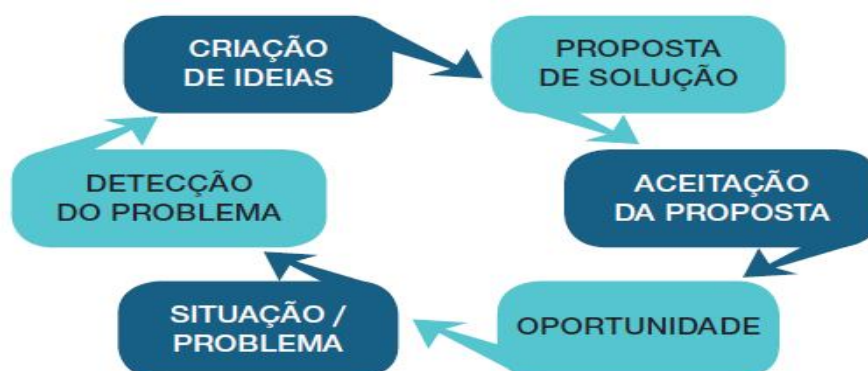 CRIAÇÃO
DE IDEIAS
PROPOSTA
DE SOLUÇÃO
ACEITAÇÃO
DA PROPOSTA
OPORTUNIDADE
SITUAÇÃO /
PROBLEMA
DETECÇÃO
DO PROBLEMA